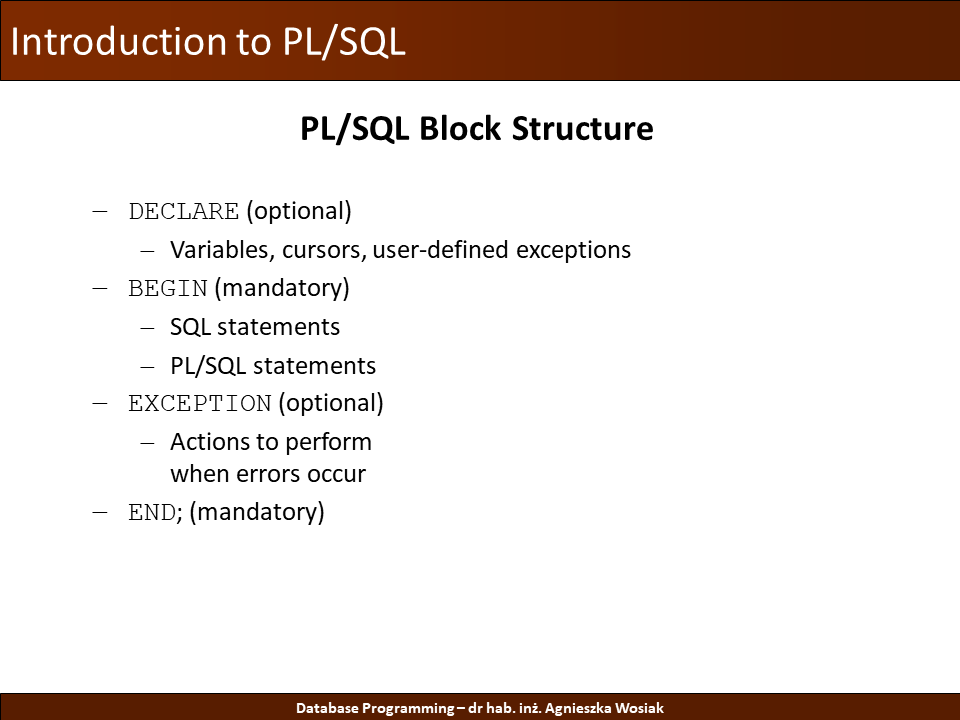 Introduction to PL/SQL
PL/SQL Block Structure
– DECLARE (optional)
– Variables, cursors, user-defined exceptions
– BEGIN (mandatory)
– SQL statements
– PL/SQL statements
– EXCEPTION (optional)
– Actions to perform
when errors occur
– END; (mandatory)
Database Programming – dr hab. inż. Agnieszka Wosiak